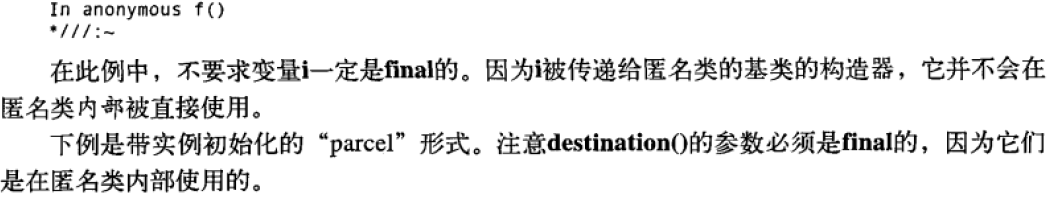 In anonymous f()
*///:~
在此例中，不要求变量i一定是final的。因为i被传递给匿名类的基类的构造器，它并不会在
匿名类内部被直接使用。
下例是带实例初始化的“parcel”形式。注意destination()的参数必须是final的，因为它们
是在匿名类内部使用的。